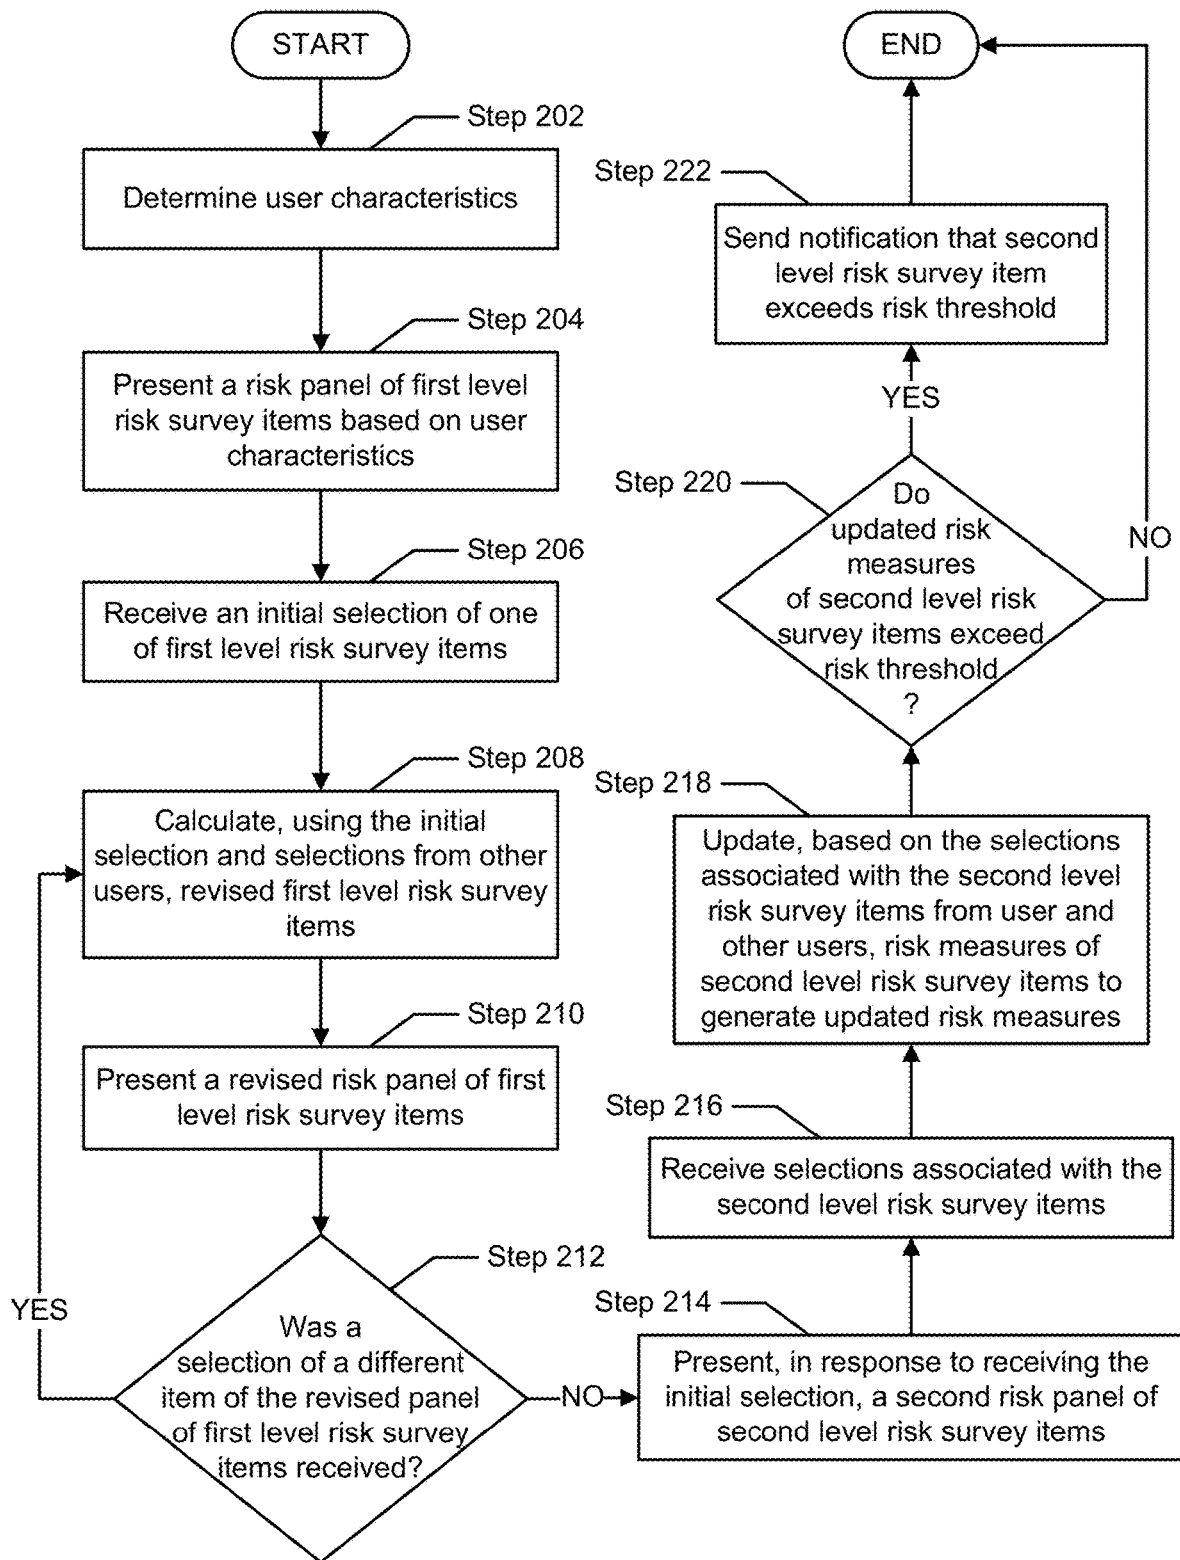 START
Step 202
Determine user characteristics
Step 204
Present a risk panel of first level
risk survey items based on user
characteristics
Step 206
Receive an initial selection of one
of first level risk survey items
Step 208
Calculate, using the initial
selection and selections from other
users, revised first level risk survey
items
Step 210
Present a revised risk panel of first
level risk survey items
Step 212
Was a
selection of a different
item of the revised panel
of first level risk survey
items received?
YES
NO
Step 214
Present, in response to receiving the
initial selection, a second risk panel of
second level risk survey items
Step 216
Receive selections associated with the
second level risk survey items
Step 218
Update, based on the selections
associated with the second level
risk survey items from user and
other users, risk measures of
second level risk survey items to
generate updated risk measures
Step 220
Do
updated risk
measures
of second level risk
survey items exceed
risk threshold
?
YES
NO
Step 222
Send notification that second
level risk survey item
exceeds risk threshold
END